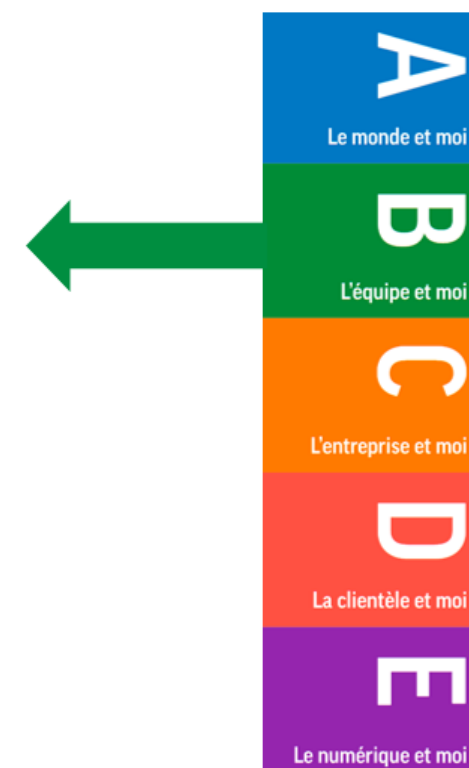 A
Le monde et moi
B
L'équipe et moi
C
L'entreprise et moi
D
La clientèle et moi
E
Le numérique et moi